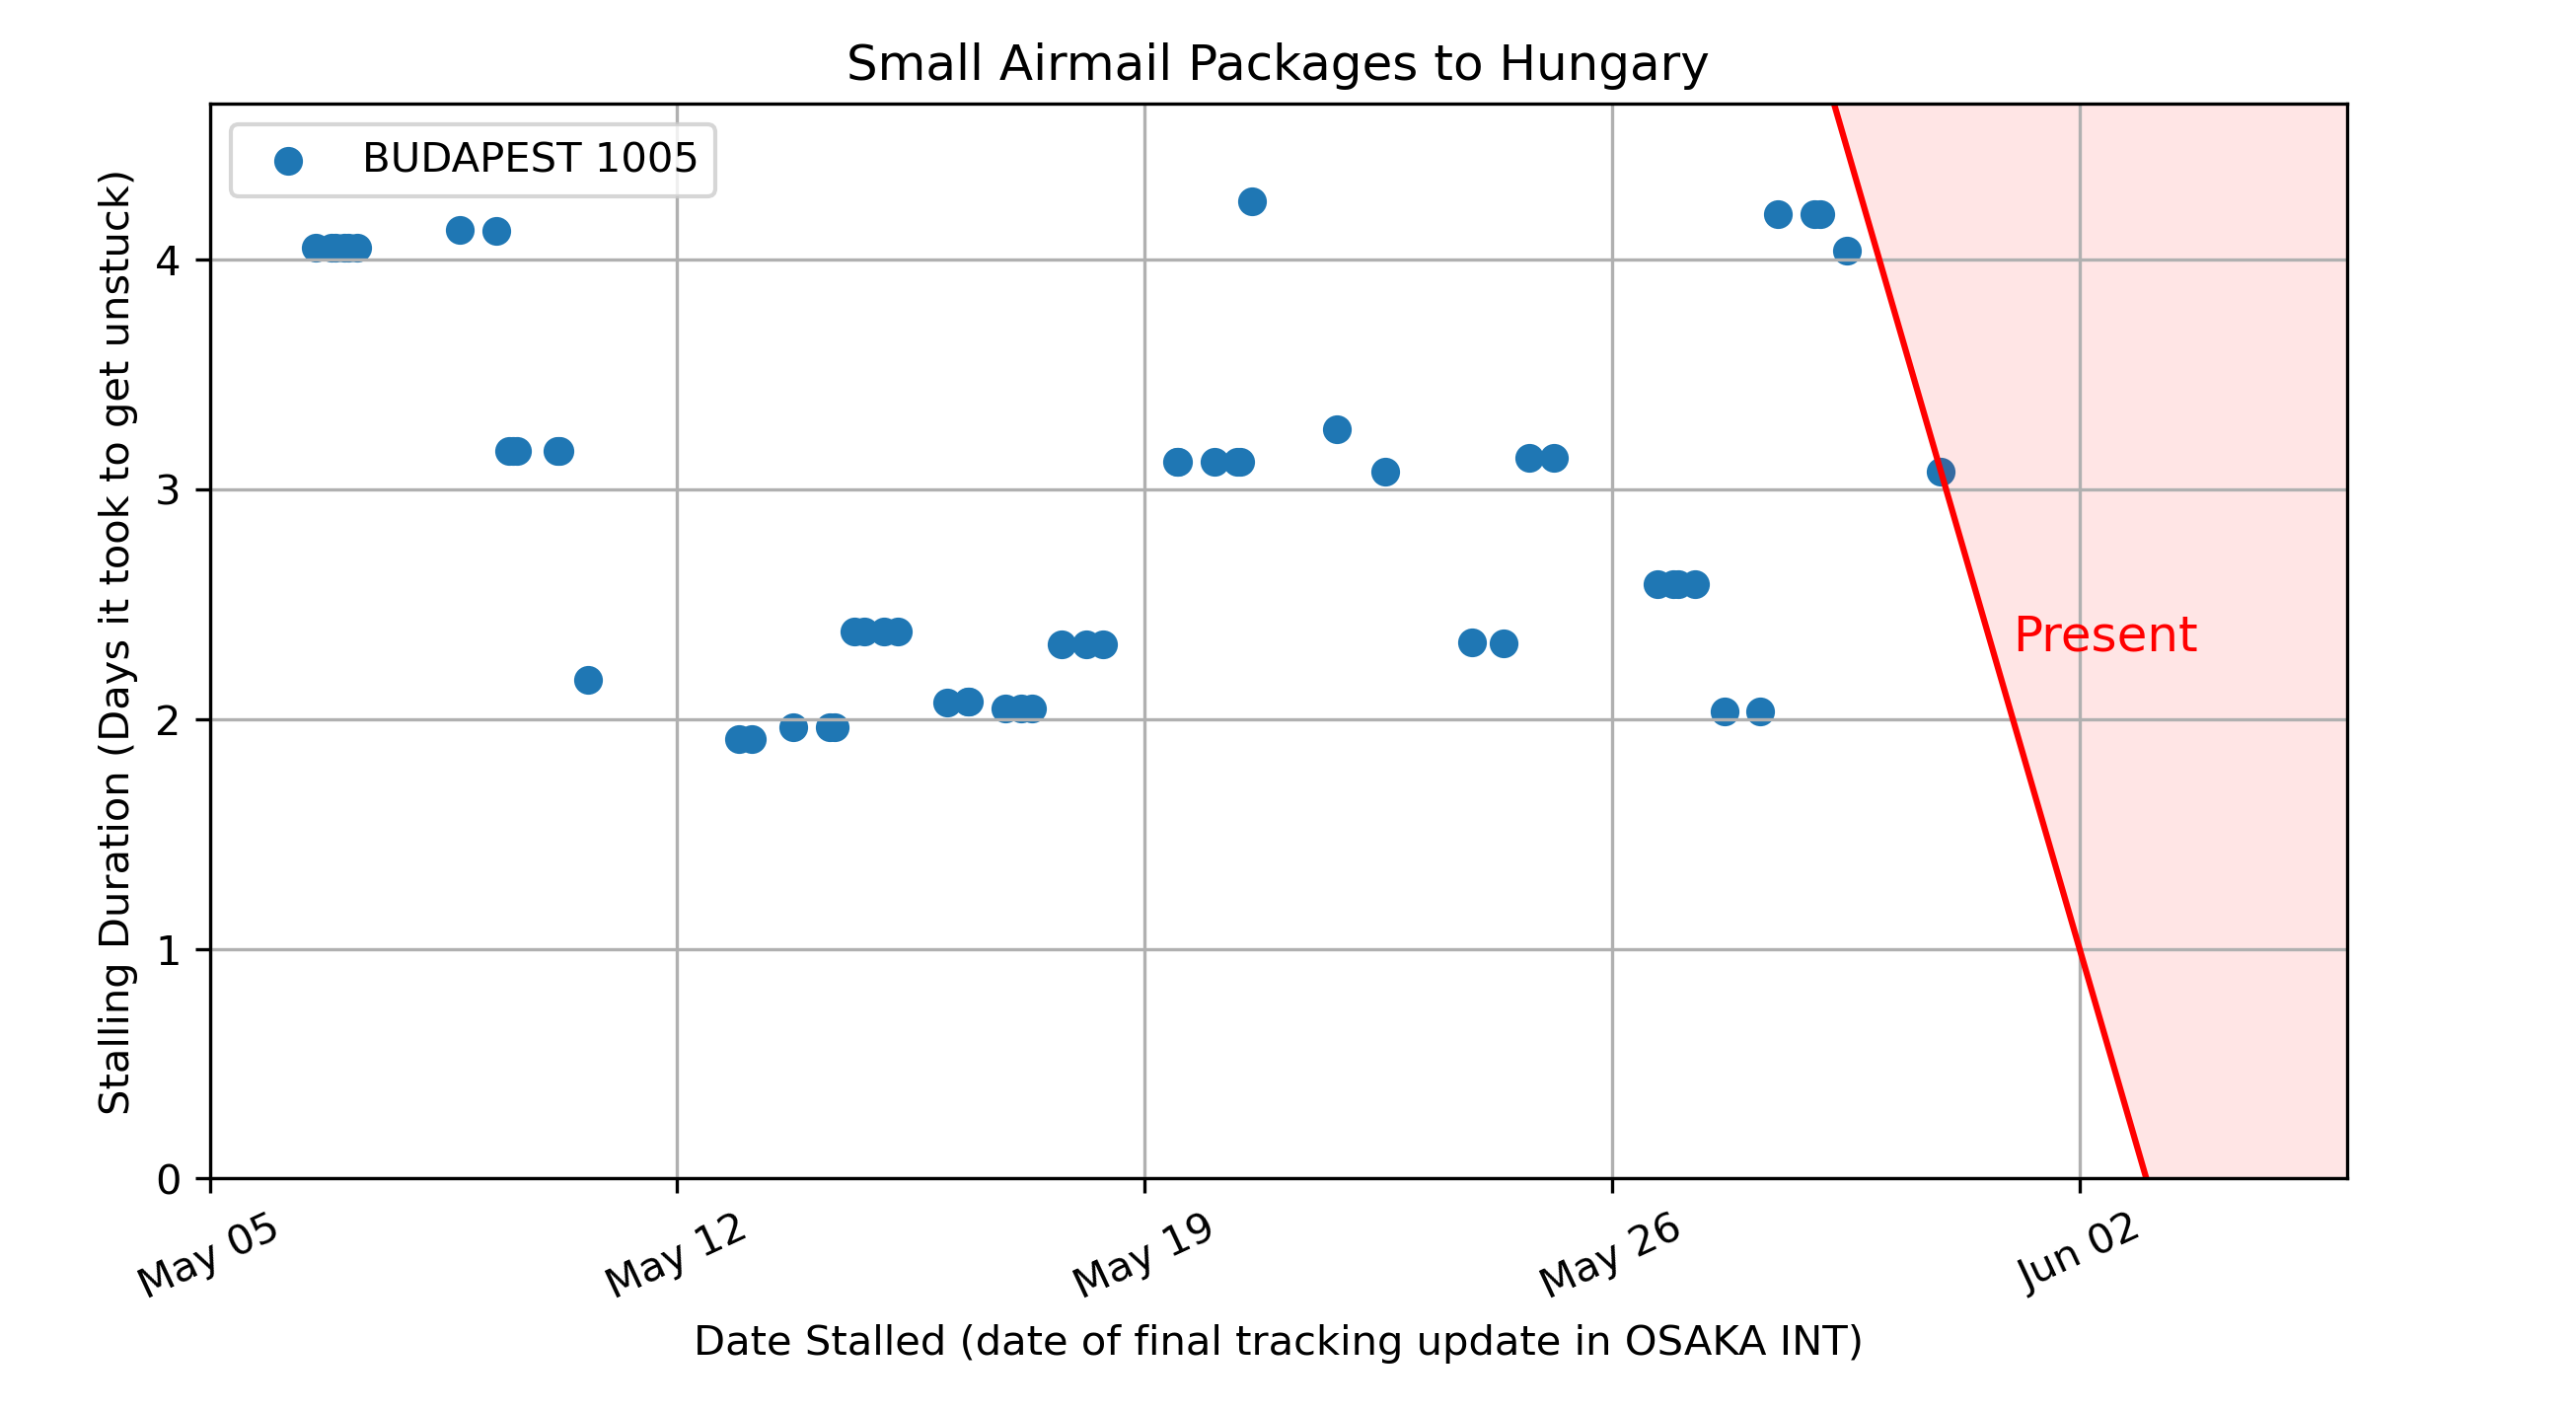 Small Airmail Packages to Hungary
BUDAPEST 1005
Stalling Duration (Days it took to get unstuck)
4
3
2
1
0
Present
May 05
May 12
May 19
May 26
Jun 02
Date Stalled (date of final tracking update in OSAKA INT)